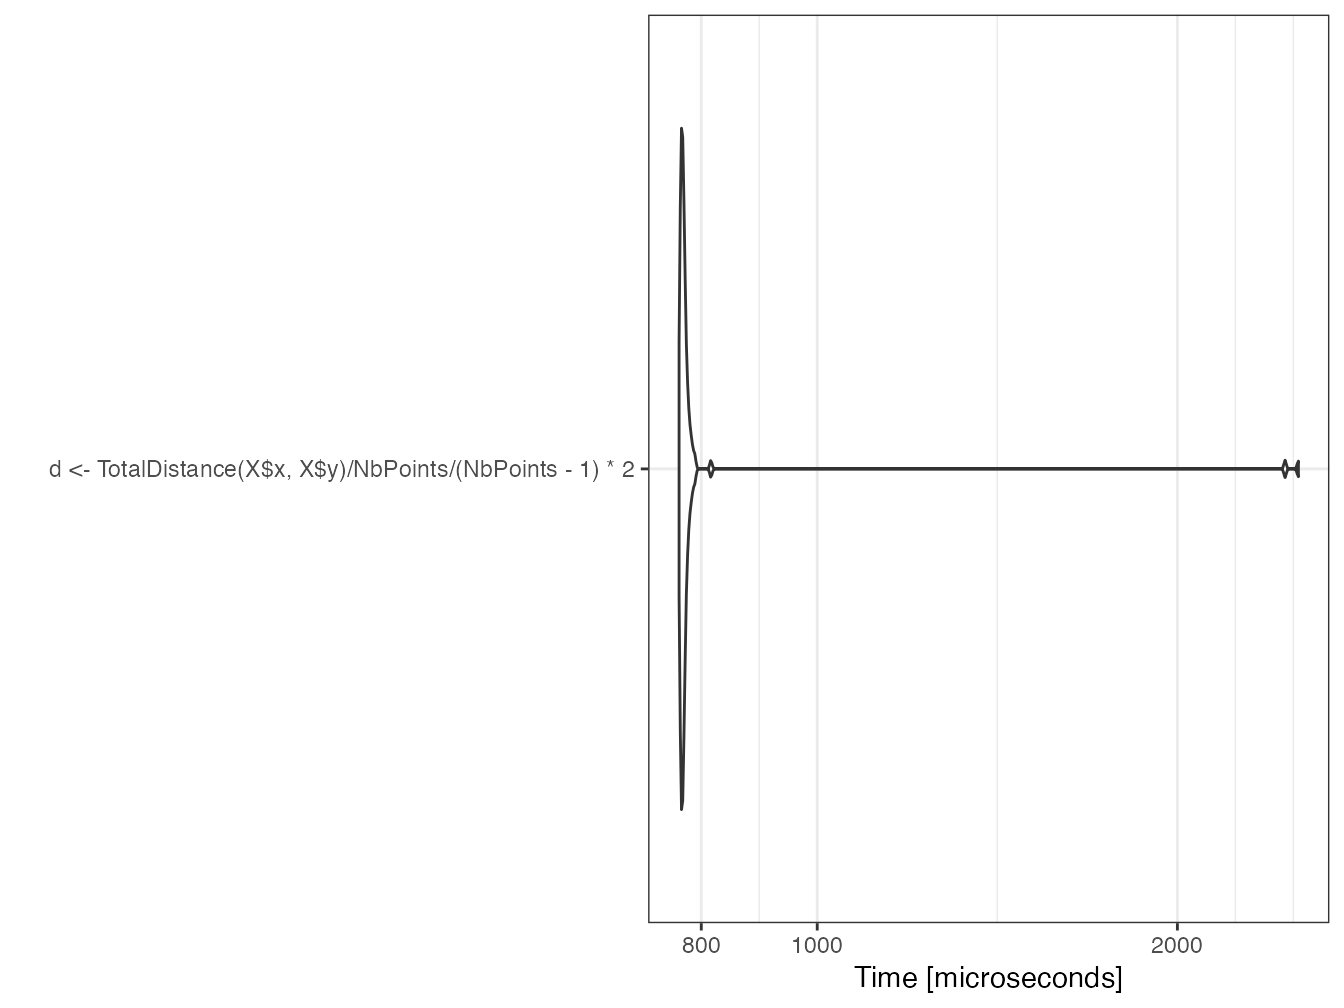 d <- TotalDistance(X$x, X$y)/NbPoints/(NbPoints - 1) * 2
800 1000 2000
Time [microseconds]